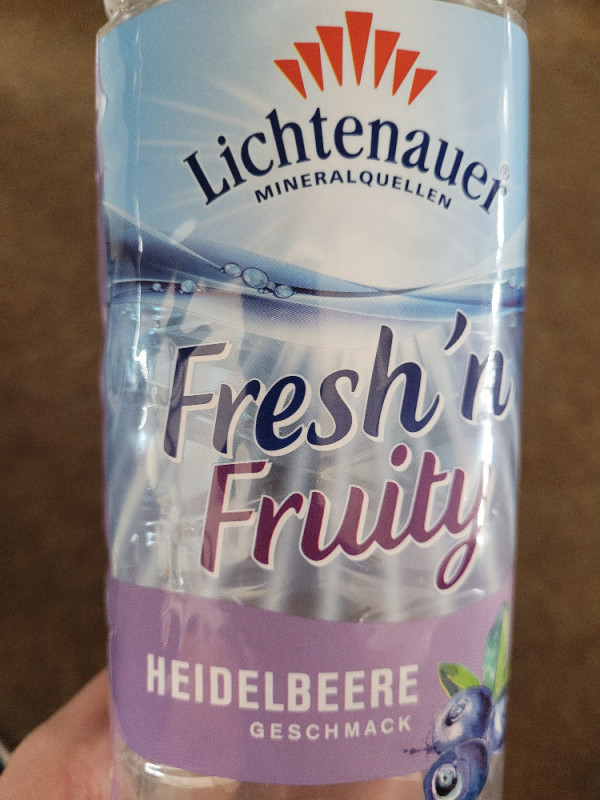 Lichtenauer®
MINERALQUELLEN
Fresh'n
Fruity
HEIDELBEERE
GESCHMACK